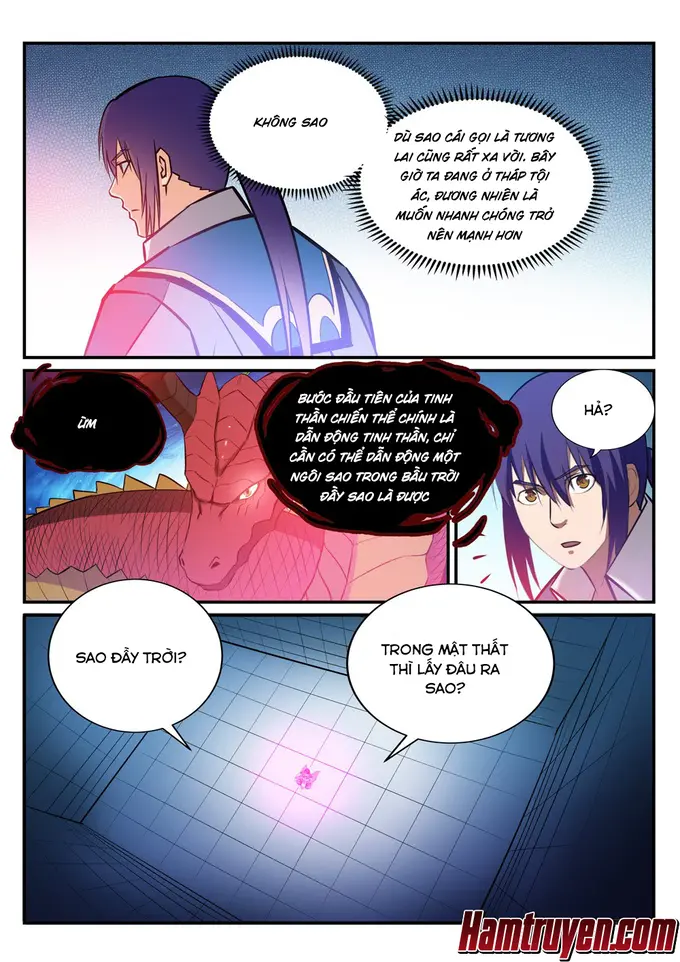 KHÔNG SAO
DÙ SAO CÁI GỌI LÀ TƯƠNG
LAI CŨNG RẤT XA VỜI. BÂY
GIỜ TA ĐANG Ở THÁP TỘI
ÁC, ĐƯƠNG NHIÊN LÀ
MUỐN NHANH CHÓNG TRỞ
NÊN MẠNH HƠN
ỪM
BƯỚC ĐẦU TIÊN CỦA TINH
THẦN CHIẾN THỂ CHÍNH LÀ
DẪN ĐỘNG TINH THẦN, CHỈ
CẦN CÓ THỂ DẪN ĐỘNG MỘT
NGÔI SAO TRONG BẦU TRỜI
ĐẦY SAO LÀ ĐƯỢC
HẢ?
SAO ĐẦY TRỜI?
TRONG MẬT THẤT
THÌ LẤY ĐÂU RA
SAO?
Hamtruyen.com